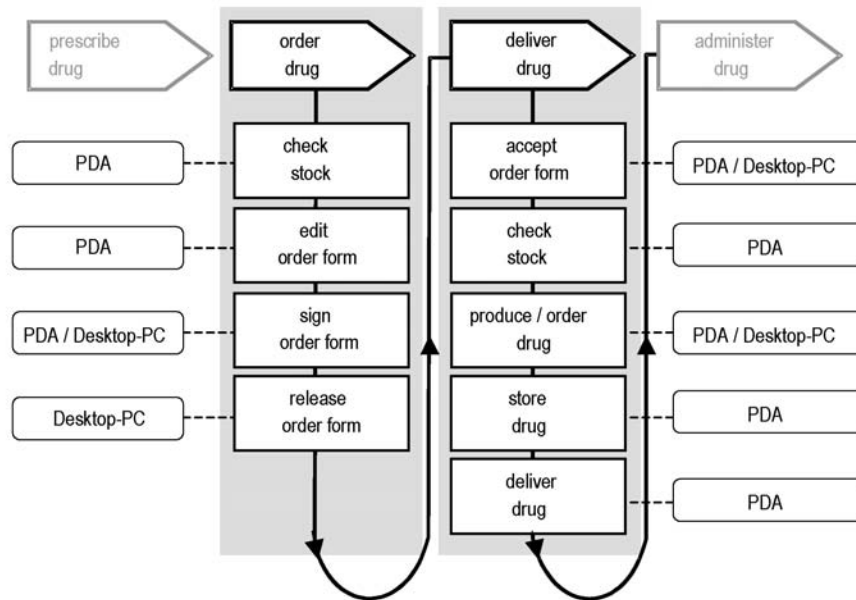 prescribe
drug
order
drug
deliver
drug
administer
drug
PDA
check
stock
accept
order form
PDA / Desktop-PC
PDA
edit
order form
check
stock
PDA
PDA / Desktop-PC
sign
order form
produce / order
drug
PDA / Desktop-PC
Desktop-PC
release
order form
store
drug
PDA
deliver
drug
PDA